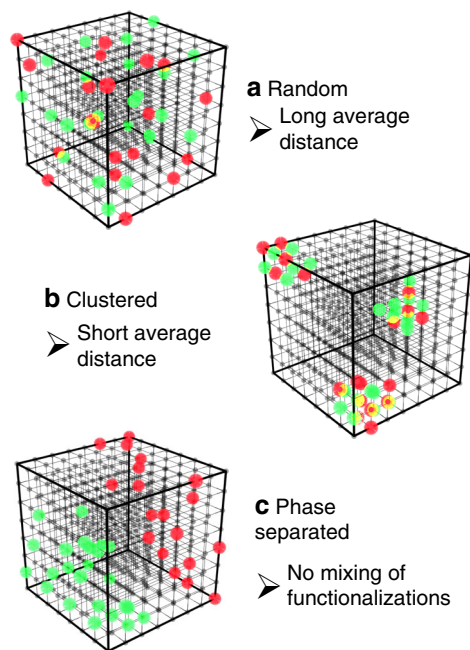 a Random
Long average
distance
b Clustered
Short average
distance
c Phase
separated
No mixing of
functionalizations